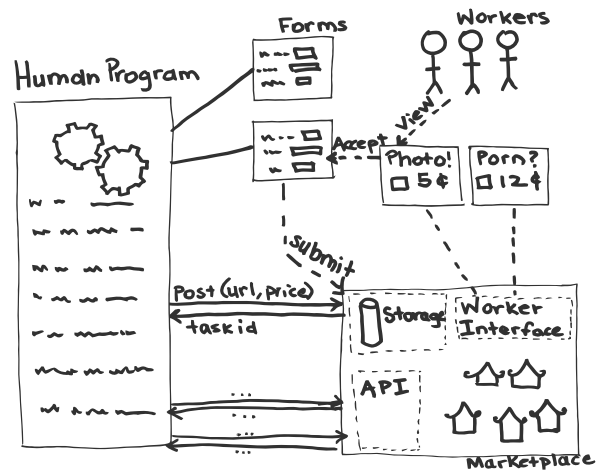 Forms
Workers
Human Program
View
Accept
Photo!
5¢
Porn?
12¢
submit
Post(url, price)
taskid
Storage
Worker
Interface
API
...
...
...
...
Marketplace